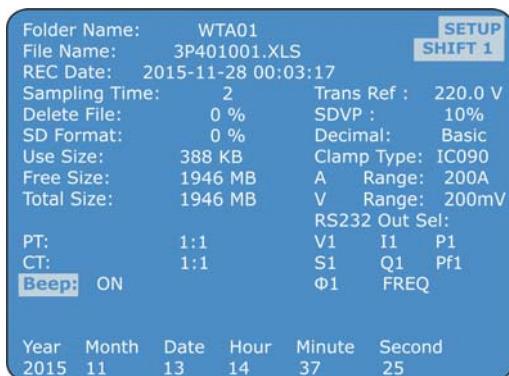 Folder Name: WTA01 SETUP
File Name: 3P401001.XLS SHIFT 1
REC Date: 2015-11-28 00:03:17
Sampling Time: 2 Trans Ref : 220.0 V
Delete File: 0 % SDVP : 10%
SD Format: 0 % Decimal: Basic
Use Size: 388 KB Clamp Type: IC090
Free Size: 1946 MB A Range: 200A
Total Size: 1946 MB V Range: 200mV
RS232 Out Sel:
PT: 1:1 V1 I1 P1
CT: 1:1 S1 Q1 Pf1
Beep: ON Φ1 FREQ
Year Month Date Hour Minute Second
2015 11 13 14 37 25